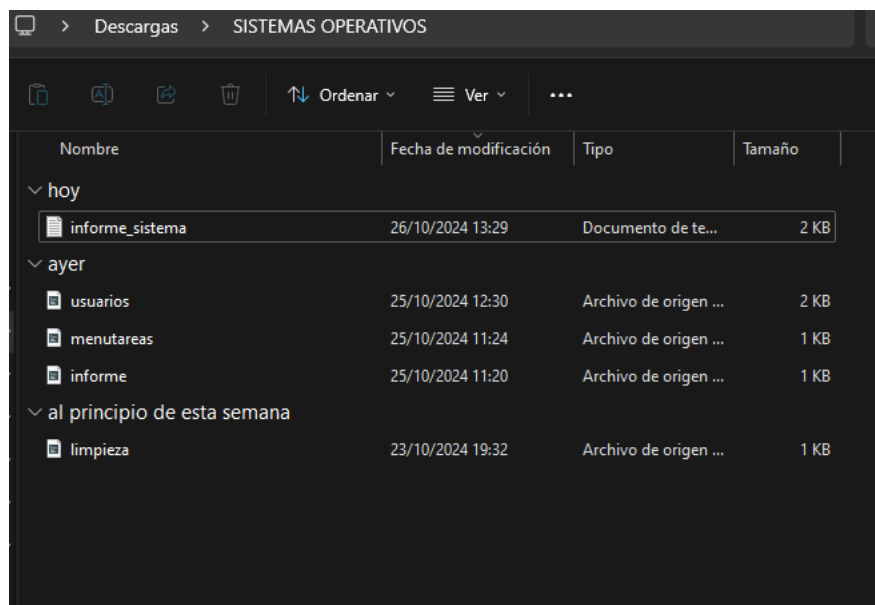 Descargas > SISTEMAS OPERATIVOS
Ordenar Ver ...
Nombre Fecha de modificación Tipo Tamaño
hoy
informe_sistema 26/10/2024 13:29 Documento de te... 2 KB
ayer
usuarios 25/10/2024 12:30 Archivo de origen ... 2 KB
menutareas 25/10/2024 11:24 Archivo de origen ... 1 KB
informe 25/10/2024 11:20 Archivo de origen ... 1 KB
al principio de esta semana
limpieza 23/10/2024 19:32 Archivo de origen ... 1 KB